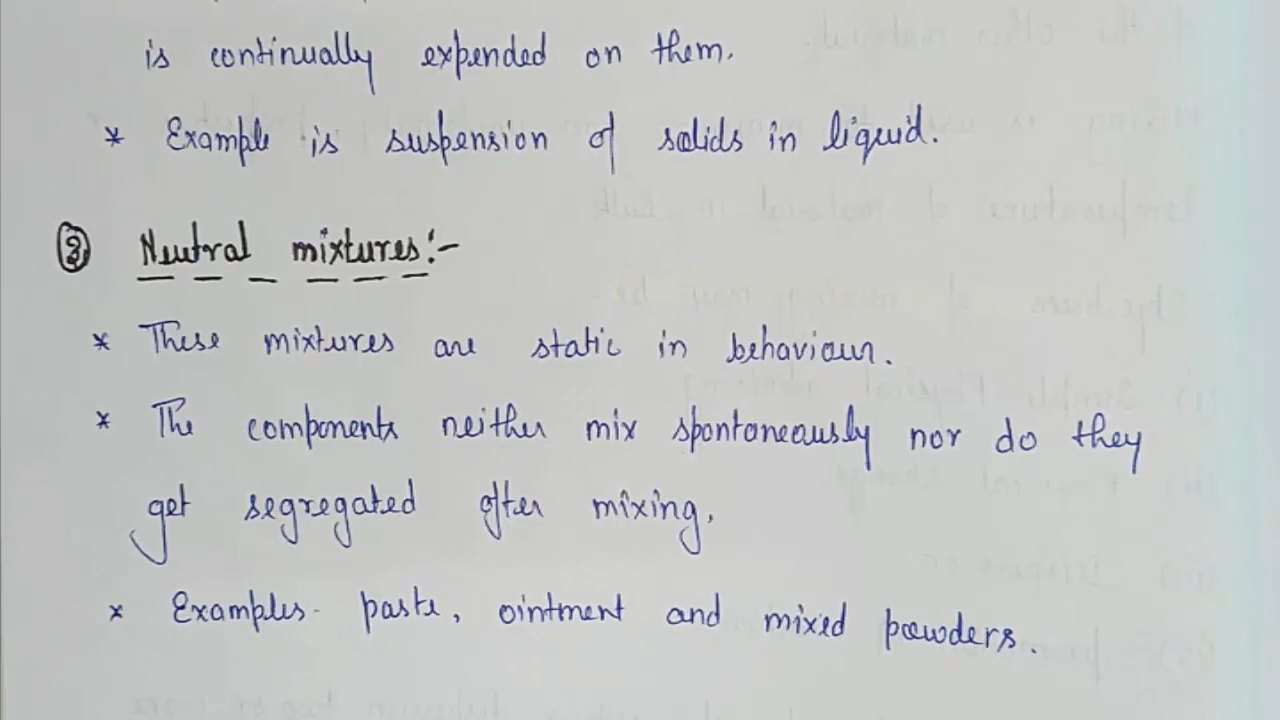 is continually expended on them.
* Example is suspension of solids in liquid.
③ Neutral mixtures:-
* These mixtures are static in behaviour.
* The components neither mix spontaneously nor do they
get segregated after mixing.
* Examples - paste, ointment and mixed powders.